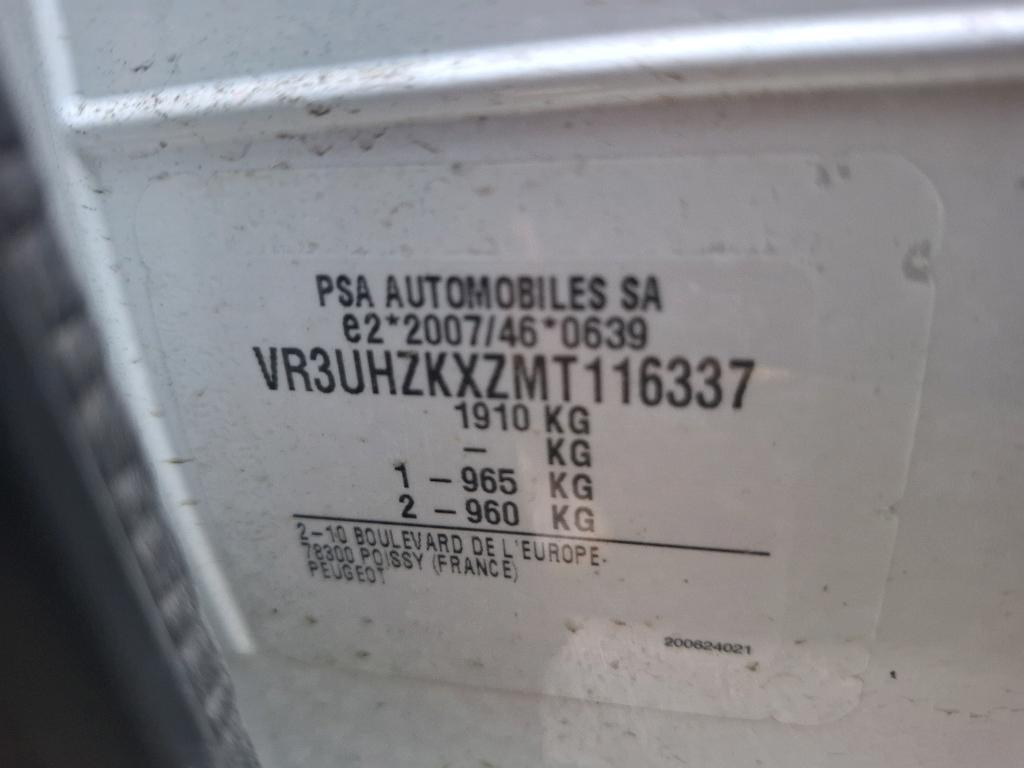 PSA AUTOMOBILES SA
e2*2007/46*0639
VR3UHZKXZMT116337
1910 KG
– KG
1 – 965 KG
2 – 960 KG
2–10 BOULEVARD DE L'EUROPE-
78300 POISSY (FRANCE)
PEUGEOT
200624021